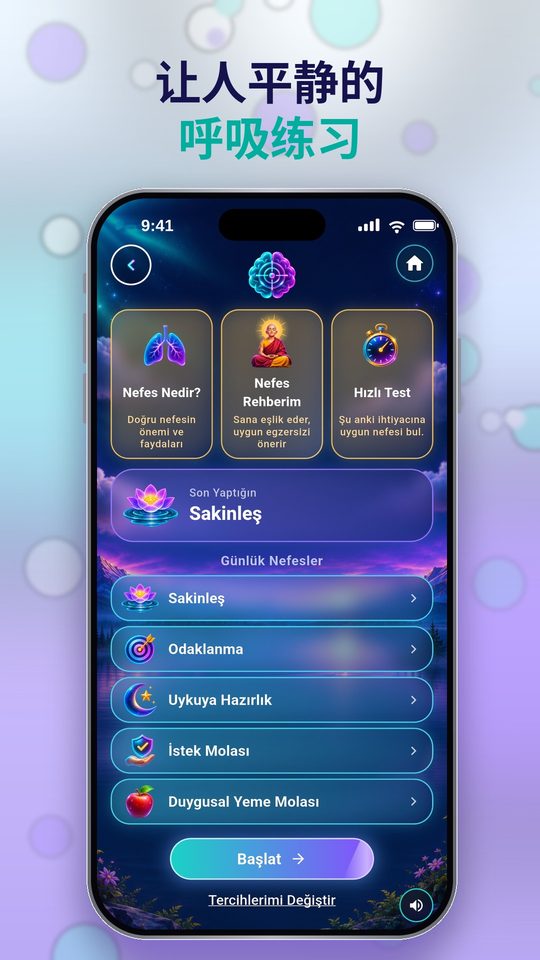 让人平静的
呼吸练习
9:41
Nefes Nedir?
Doğru nefesin
önemi ve
faydaları
Nefes
Rehberim
Sana eşlik eder,
uygun egzersizi
önerir
Hızlı Test
Şu anki ihtiyacına
uygun nefesi bul.
Son Yaptığın
Sakinleş
Günlük Nefesler
Sakinleş
Odaklanma
Uykuya Hazırlık
İstek Molası
Duygusal Yeme Molası
Başlat
Tercihlerimi Değiştir